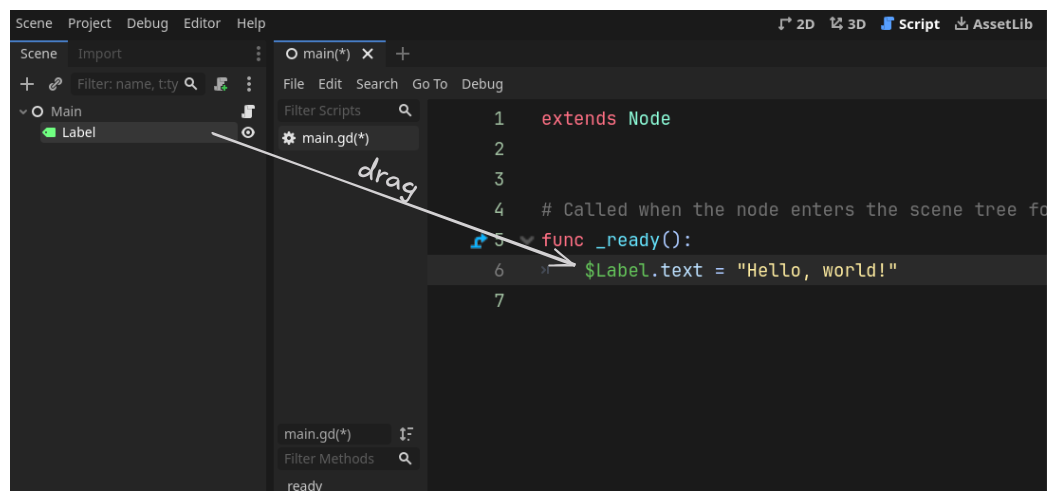 Scene Project Debug Editor Help 2D 3D Script AssetLib
Scene Import main(*)
Filter: name, t:ty File Edit Search Go To Debug
Main Filter Scripts
Label main.gd(*)
drag
1 extends Node
2
3
4 # Called when the node enters the scene tree fo
5 func _ready():
6 $Label.text = "Hello, world!"
7
main.gd(*)
Filter Methods
ready